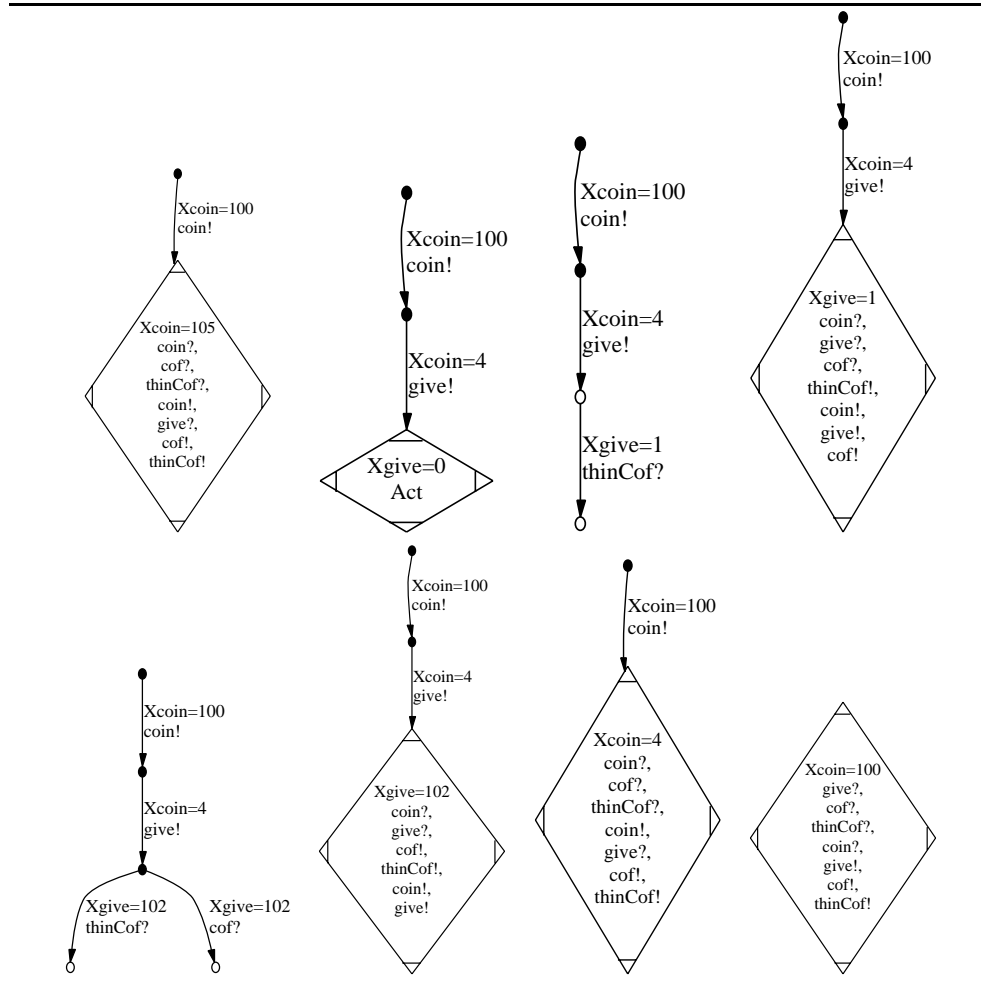 Xcoin=100
coin!
Xcoin=105
coin?,
cof?,
thinCof?,
coin!,
give?,
cof!,
thinCof!
Xcoin=100
coin!
Xcoin=4
give!
Xgive=0
Act
Xcoin=100
coin!
Xcoin=4
give!
Xgive=1
thinCof?
Xcoin=100
coin!
Xcoin=4
give!
Xgive=1
coin?,
give?,
cof?,
thinCof!,
coin!,
give!,
cof!
Xcoin=100
coin!
Xcoin=4
give!
Xgive=102
thinCof?
Xgive=102
cof?
Xcoin=100
coin!
Xcoin=4
give!
Xgive=102
coin?,
give?,
cof!,
thinCof!,
coin!,
give!
Xcoin=100
coin!
Xcoin=4
coin?,
cof?,
thinCof?,
coin!,
give?,
cof!,
thinCof!
Xcoin=100
give?,
cof?,
thinCof?,
coin?,
give!,
cof!,
thinCof!